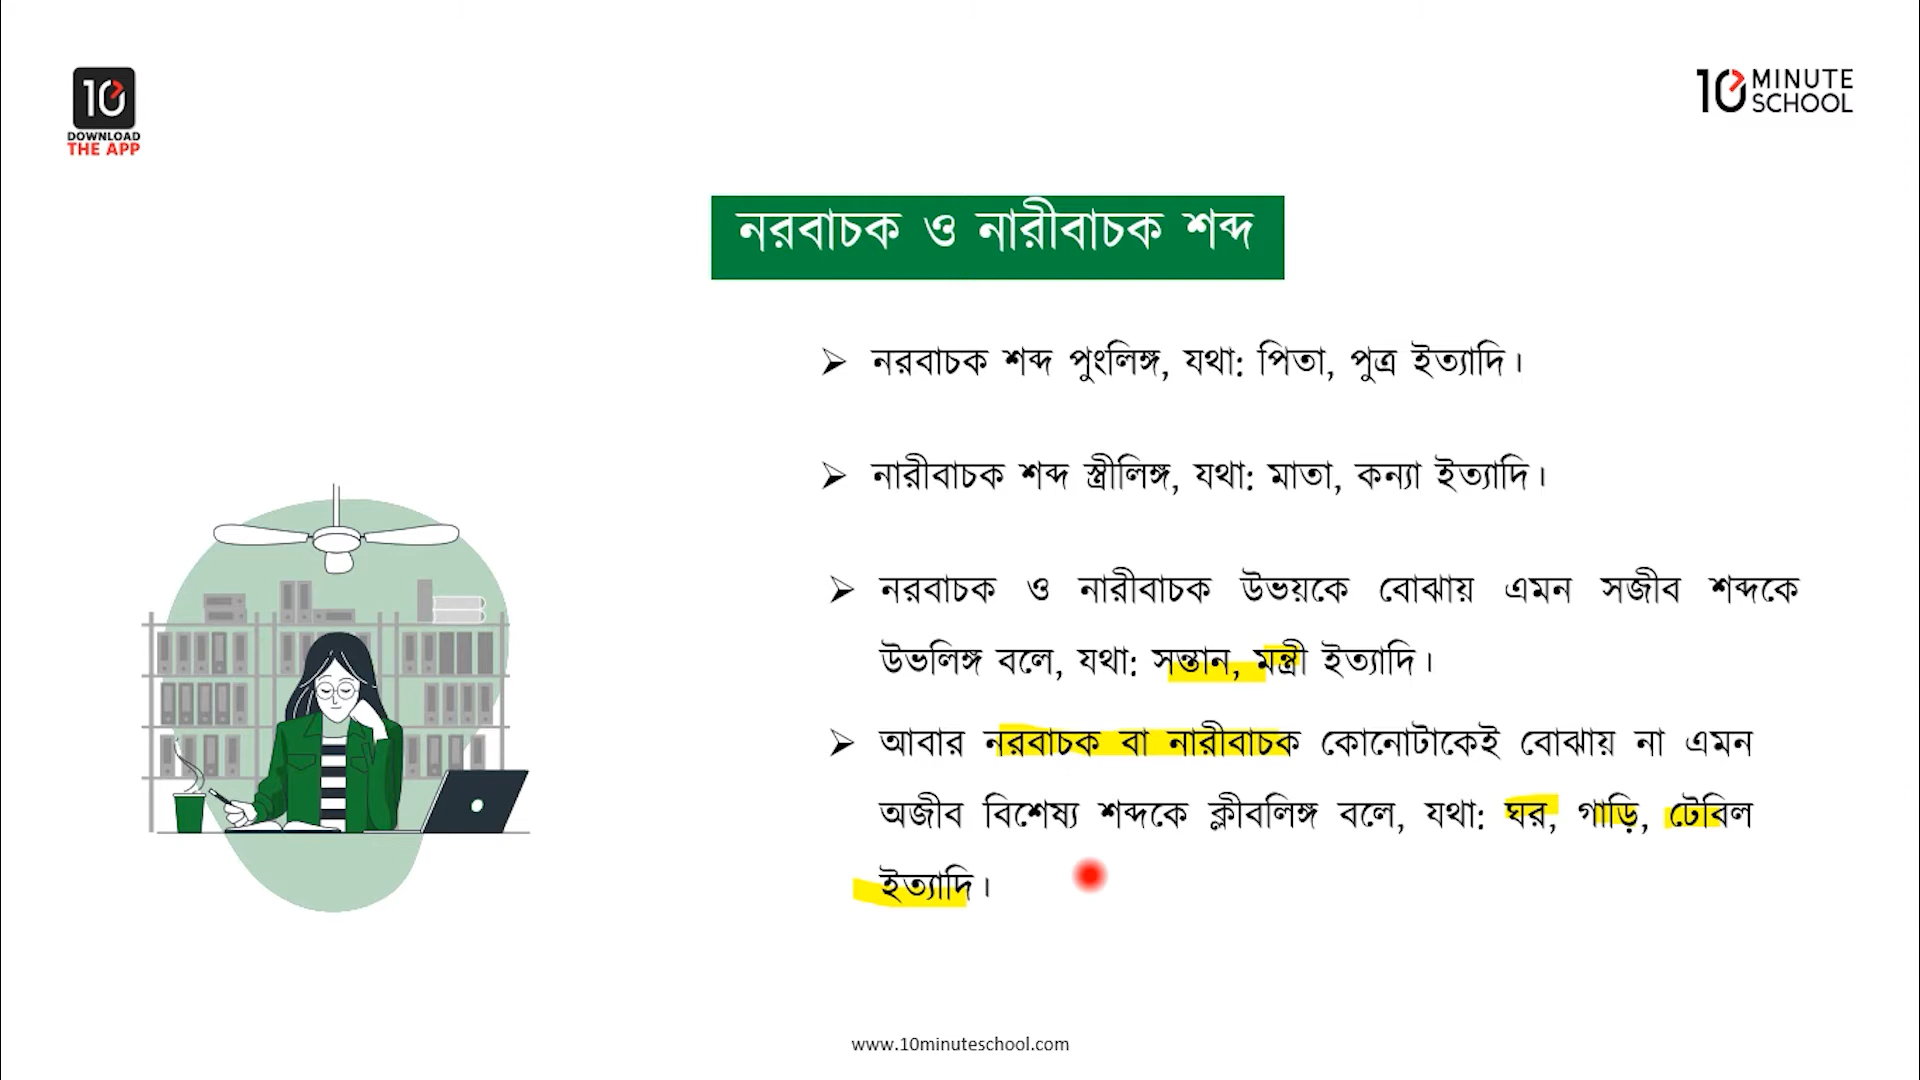 10
DOWNLOAD
THE APP
10 MINUTE
SCHOOL
নরবাচক ও নারীবাচক শব্দ
➢ নরবাচক শব্দ পুংলিঙ্গ, যথা: পিতা, পুত্র ইত্যাদি।
➢ নারীবাচক শব্দ স্ত্রীলিঙ্গ, যথা: মাতা, কন্যা ইত্যাদি।
➢ নরবাচক ও নারীবাচক উভয়কে বোঝায় এমন সজীব শব্দকে
উভলিঙ্গ বলে, যথা: সন্তান, মন্ত্রী ইত্যাদি।
➢ আবার নরবাচক বা নারীবাচক কোনোটাকেই বোঝায় না এমন
অজীব বিশেষ্য শব্দকে ক্লীবলিঙ্গ বলে, যথা: ঘর, গাড়ি, টেবিল
ইত্যাদি।
www.10minuteschool.com